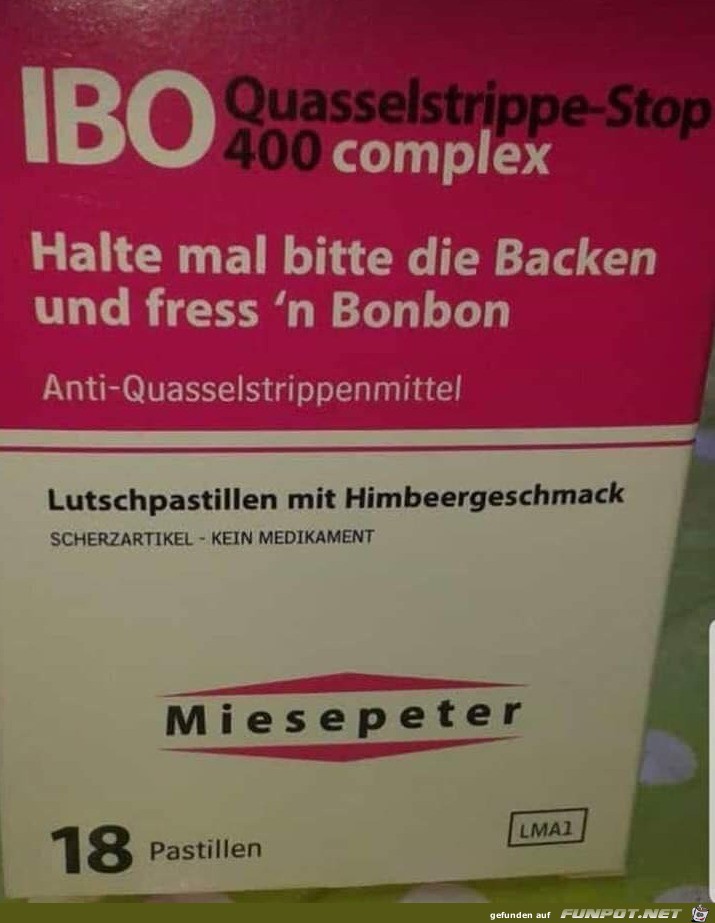 IBO Quasselstrippe-Stop
400 complex
Halte mal bitte die Backen
und fress ‘n Bonbon
Anti-Quasselstrippenmittel
Lutschpastillen mit Himbeergeschmack
SCHERZARTIKEL - KEIN MEDIKAMENT
Miesepeter
18 Pastillen
LMA1
gefunden auf FUNPOT.NET